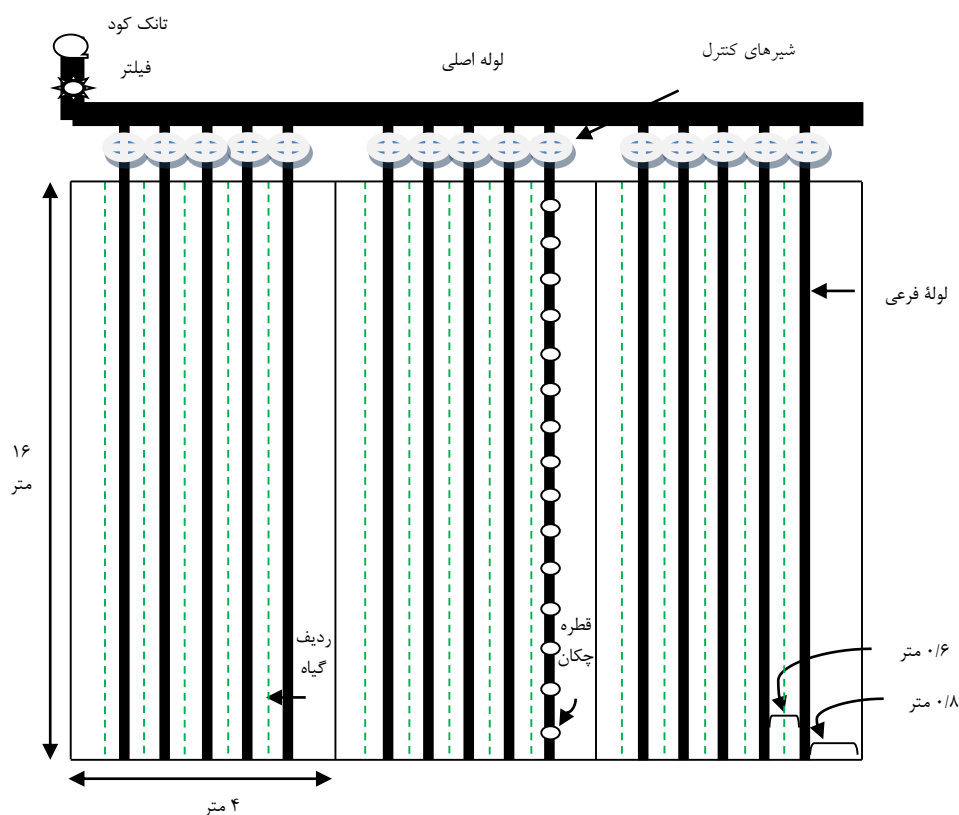 تانک کود
فیلتر
لوله اصلی
شیرهای کنترل
لولۀ فرعی
۱۶
متر
ردیف
گیاه
قطره
چکان
۰/۶ متر
۰/۸ متر
۴ متر